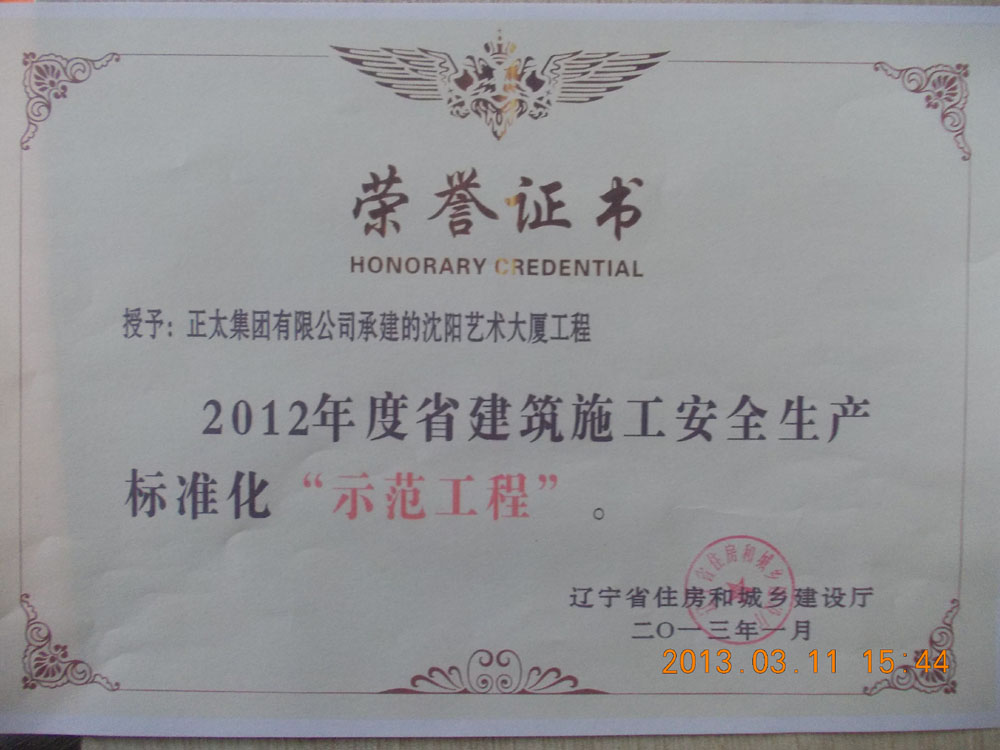 荣誉证书
HONORARY CREDENTIAL
授予：正太集团有限公司承建的沈阳艺术大厦工程
2012年度省建筑施工安全生产
标准化“示范工程”。
辽宁省住房和城乡建设厅
二〇一三年一月
2013.03.11 15:44